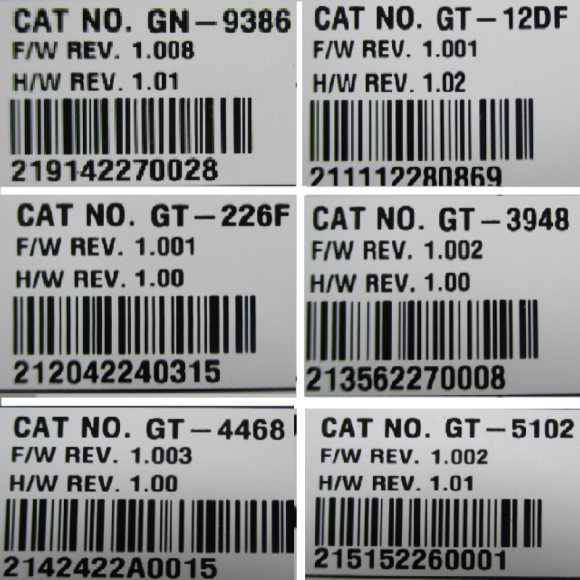 CAT NO. GN-9386
F/W REV. 1.008
H/W REV. 1.01
219142270028
CAT NO. GT-12DF
F/W REV. 1.001
H/W REV. 1.02
211112280869
CAT NO. GT-226F
F/W REV. 1.001
H/W REV. 1.00
212042240315
CAT NO. GT-3948
F/W REV. 1.002
H/W REV. 1.00
213562270008
CAT NO. GT-4468
F/W REV. 1.003
H/W REV. 1.00
2142422A0015
CAT NO. GT-5102
F/W REV. 1.002
H/W REV. 1.01
215152260001